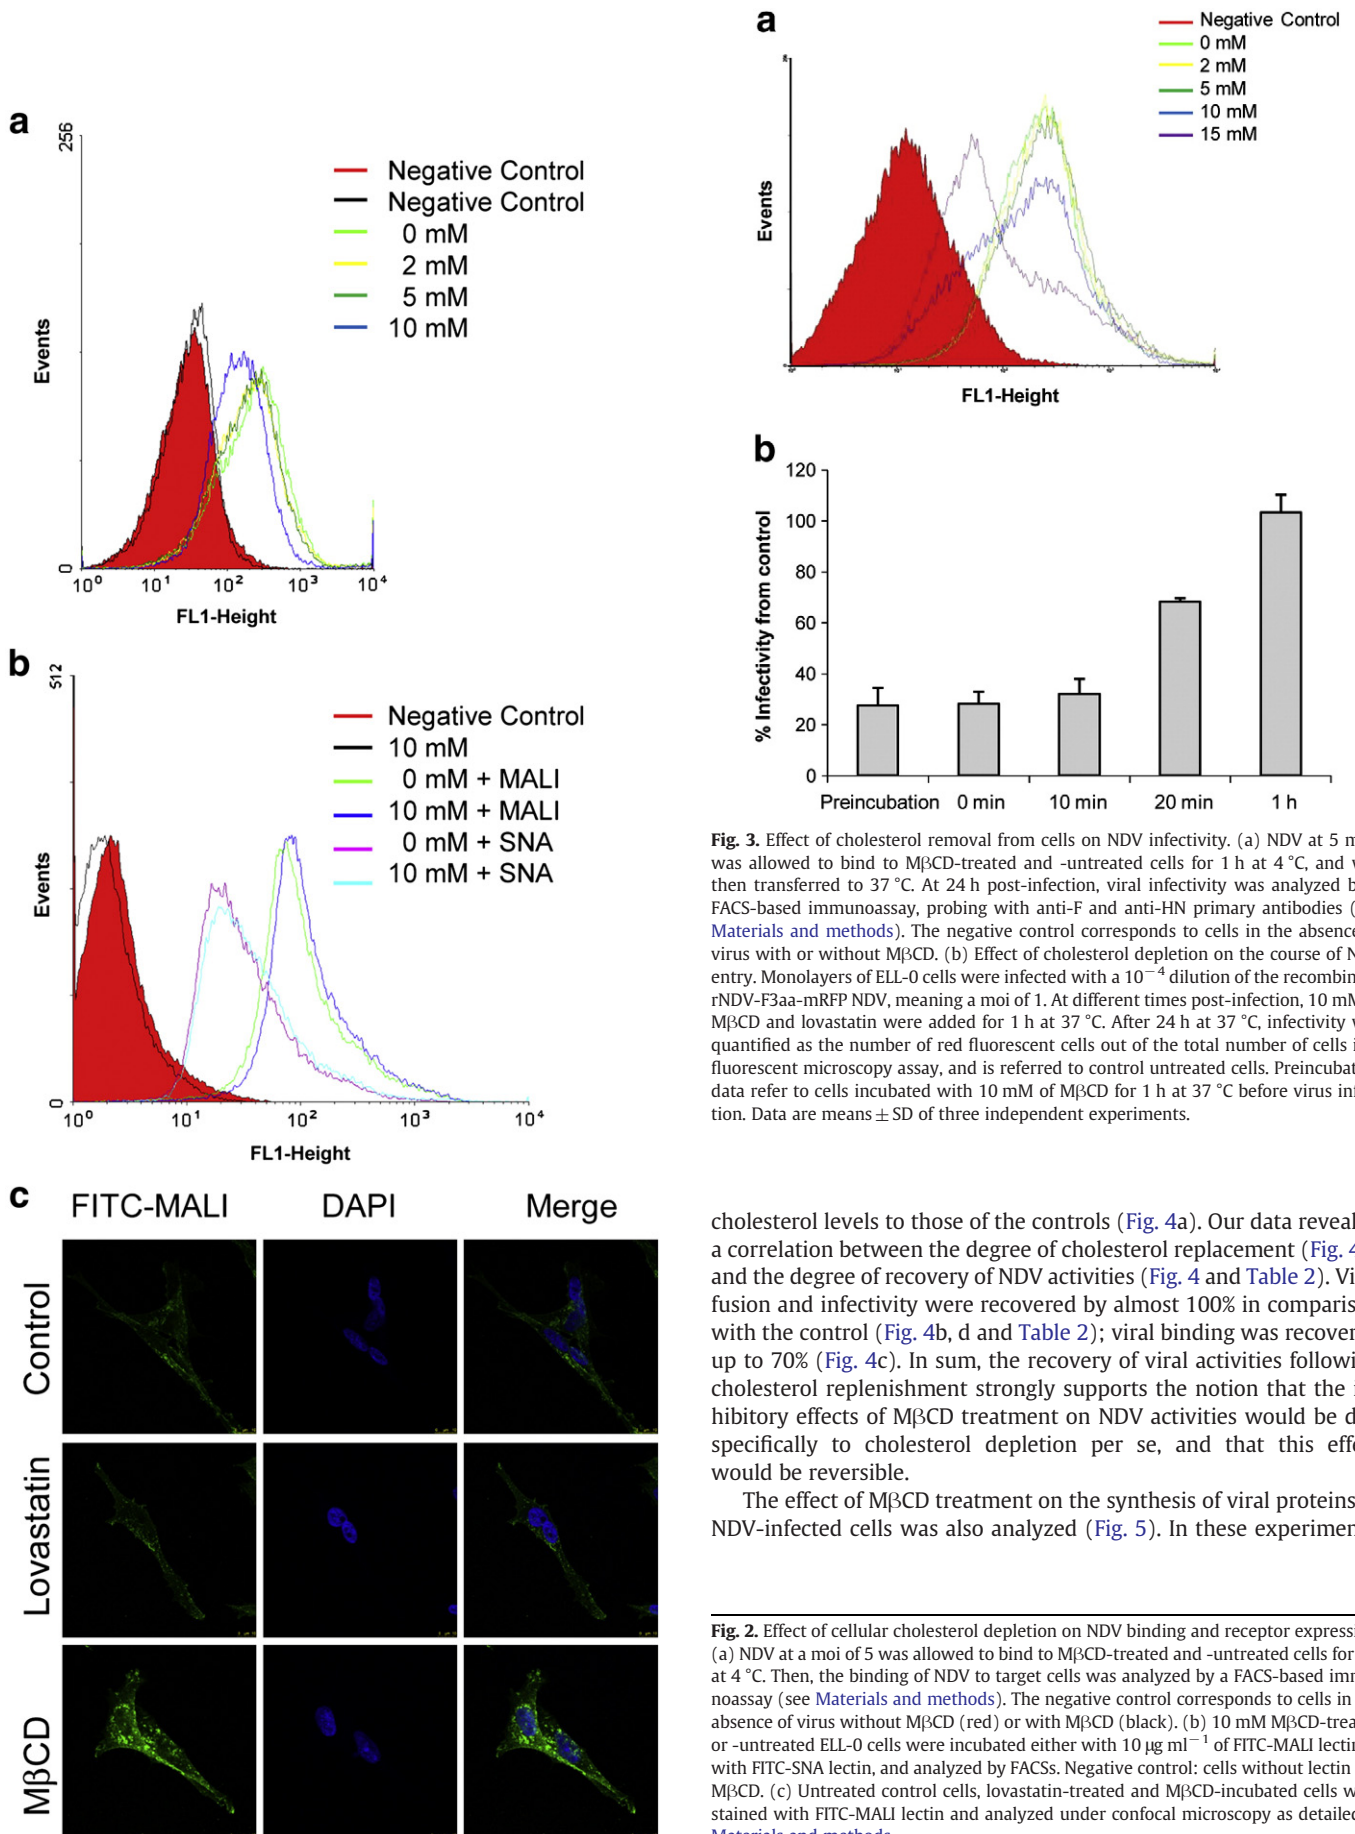 a
256
Negative Control
Negative Control
0 mM
2 mM
5 mM
10 mM
Events
0
10⁰ 10¹ 10² 10³ 10⁴
FL1-Height
b
512
Negative Control
10 mM
0 mM + MALI
10 mM + MALI
0 mM + SNA
10 mM + SNA
Events
0
10⁰ 10¹ 10² 10³ 10⁴
FL1-Height
c
FITC-MALI DAPI Merge
Control
Lovastatin
MβCD
a
Negative Control
0 mM
2 mM
5 mM
10 mM
15 mM
Events
FL1-Height
b
120
100
80
60
40
20
0
% Infectivity from control
Preincubation 0 min 10 min 20 min 1 h
Fig. 3. Effect of cholesterol removal from cells on NDV infectivity. (a) NDV at 5 m
was allowed to bind to MβCD-treated and -untreated cells for 1 h at 4 °C, and w
then transferred to 37 °C. At 24 h post-infection, viral infectivity was analyzed b
FACS-based immunoassay, probing with anti-F and anti-HN primary antibodies (
Materials and methods). The negative control corresponds to cells in the absence
virus with or without MβCD. (b) Effect of cholesterol depletion on the course of N
entry. Monolayers of ELL-0 cells were infected with a 10⁻⁴ dilution of the recombin
rNDV-F3aa-mRFP NDV, meaning a moi of 1. At different times post-infection, 10 mM
MβCD and lovastatin were added for 1 h at 37 °C. After 24 h at 37 °C, infectivity w
quantified as the number of red fluorescent cells out of the total number of cells i
fluorescent microscopy assay, and is referred to control untreated cells. Preincubat
data refer to cells incubated with 10 mM of MβCD for 1 h at 37 °C before virus inf
tion. Data are means ± SD of three independent experiments.
cholesterol levels to those of the controls (Fig. 4a). Our data reveal
a correlation between the degree of cholesterol replacement (Fig. 4
and the degree of recovery of NDV activities (Fig. 4 and Table 2). Vi
fusion and infectivity were recovered by almost 100% in comparis
with the control (Fig. 4b, d and Table 2); viral binding was recover
up to 70% (Fig. 4c). In sum, the recovery of viral activities followi
cholesterol replenishment strongly supports the notion that the i
hibitory effects of MβCD treatment on NDV activities would be d
specifically to cholesterol depletion per se, and that this effe
would be reversible.
The effect of MβCD treatment on the synthesis of viral proteins
NDV-infected cells was also analyzed (Fig. 5). In these experimen
Fig. 2. Effect of cellular cholesterol depletion on NDV binding and receptor expressi
(a) NDV at a moi of 5 was allowed to bind to MβCD-treated and -untreated cells for
at 4 °C. Then, the binding of NDV to target cells was analyzed by a FACS-based imm
noassay (see Materials and methods). The negative control corresponds to cells in
absence of virus without MβCD (red) or with MβCD (black). (b) 10 mM MβCD-trea
or -untreated ELL-0 cells were incubated either with 10 μg ml⁻¹ of FITC-MALI lectin
with FITC-SNA lectin, and analyzed by FACSs. Negative control: cells without lectin
MβCD. (c) Untreated control cells, lovastatin-treated and MβCD-incubated cells w
stained with FITC-MALI lectin and analyzed under confocal microscopy as detailed
Materials and methods